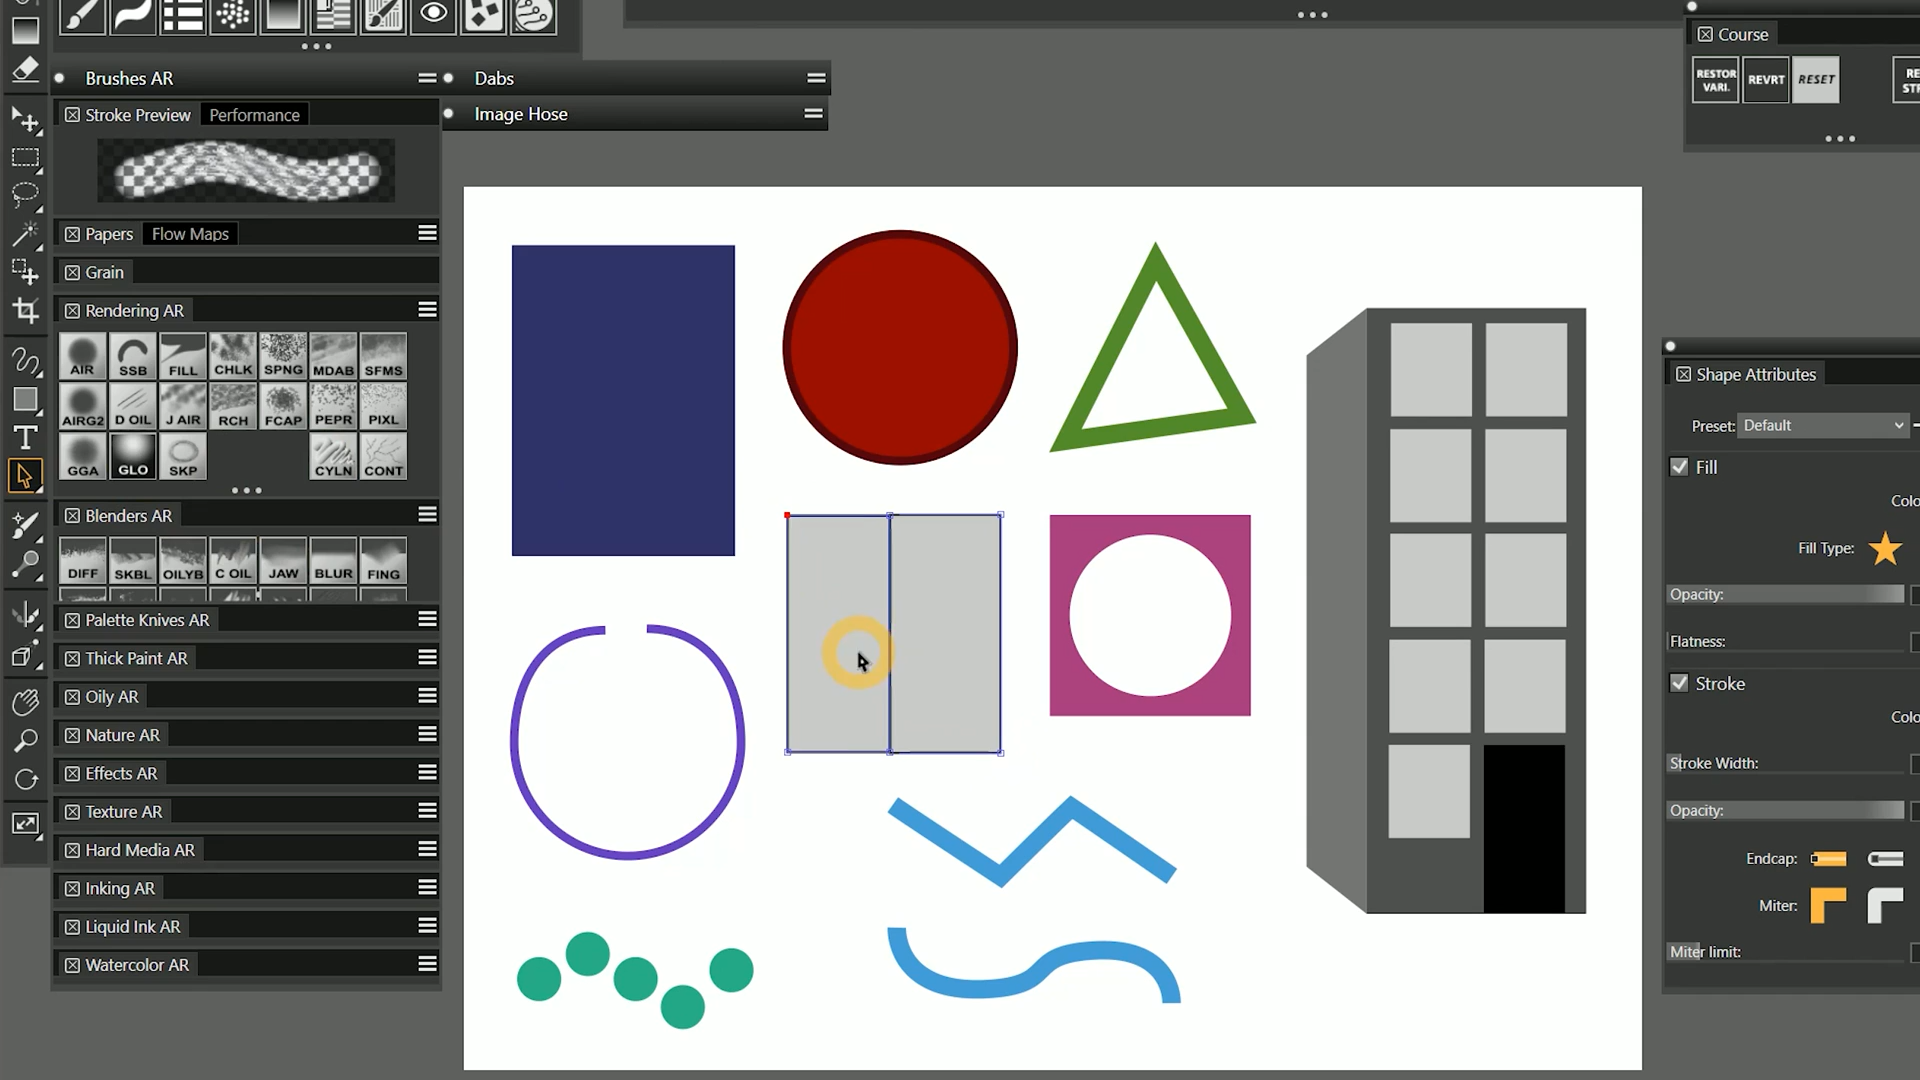 Course
RESTOR VARI.
REVRT
RESET
Brushes AR
Dabs
Stroke Preview
Performance
Image Hose
Papers
Flow Maps
Grain
Rendering AR
AIR
SSB
FILL
CHLK
SPNG
MDAB
SFMS
AIRG2
D OIL
J AIR
RCH
FCAP
PEPR
PIXL
GGA
GLO
SKP
CYLN
CONT
Blenders AR
DIFF
SKBL
OILYB
C OIL
JAW
BLUR
FING
Palette Knives AR
Thick Paint AR
Oily AR
Nature AR
Effects AR
Texture AR
Hard Media AR
Inking AR
Liquid Ink AR
Watercolor AR
Shape Attributes
Preset: Default
Fill
Colo
Fill Type:
Opacity:
Flatness:
Stroke
Colo
Stroke Width:
Opacity:
Endcap:
Miter:
Miter limit:
T